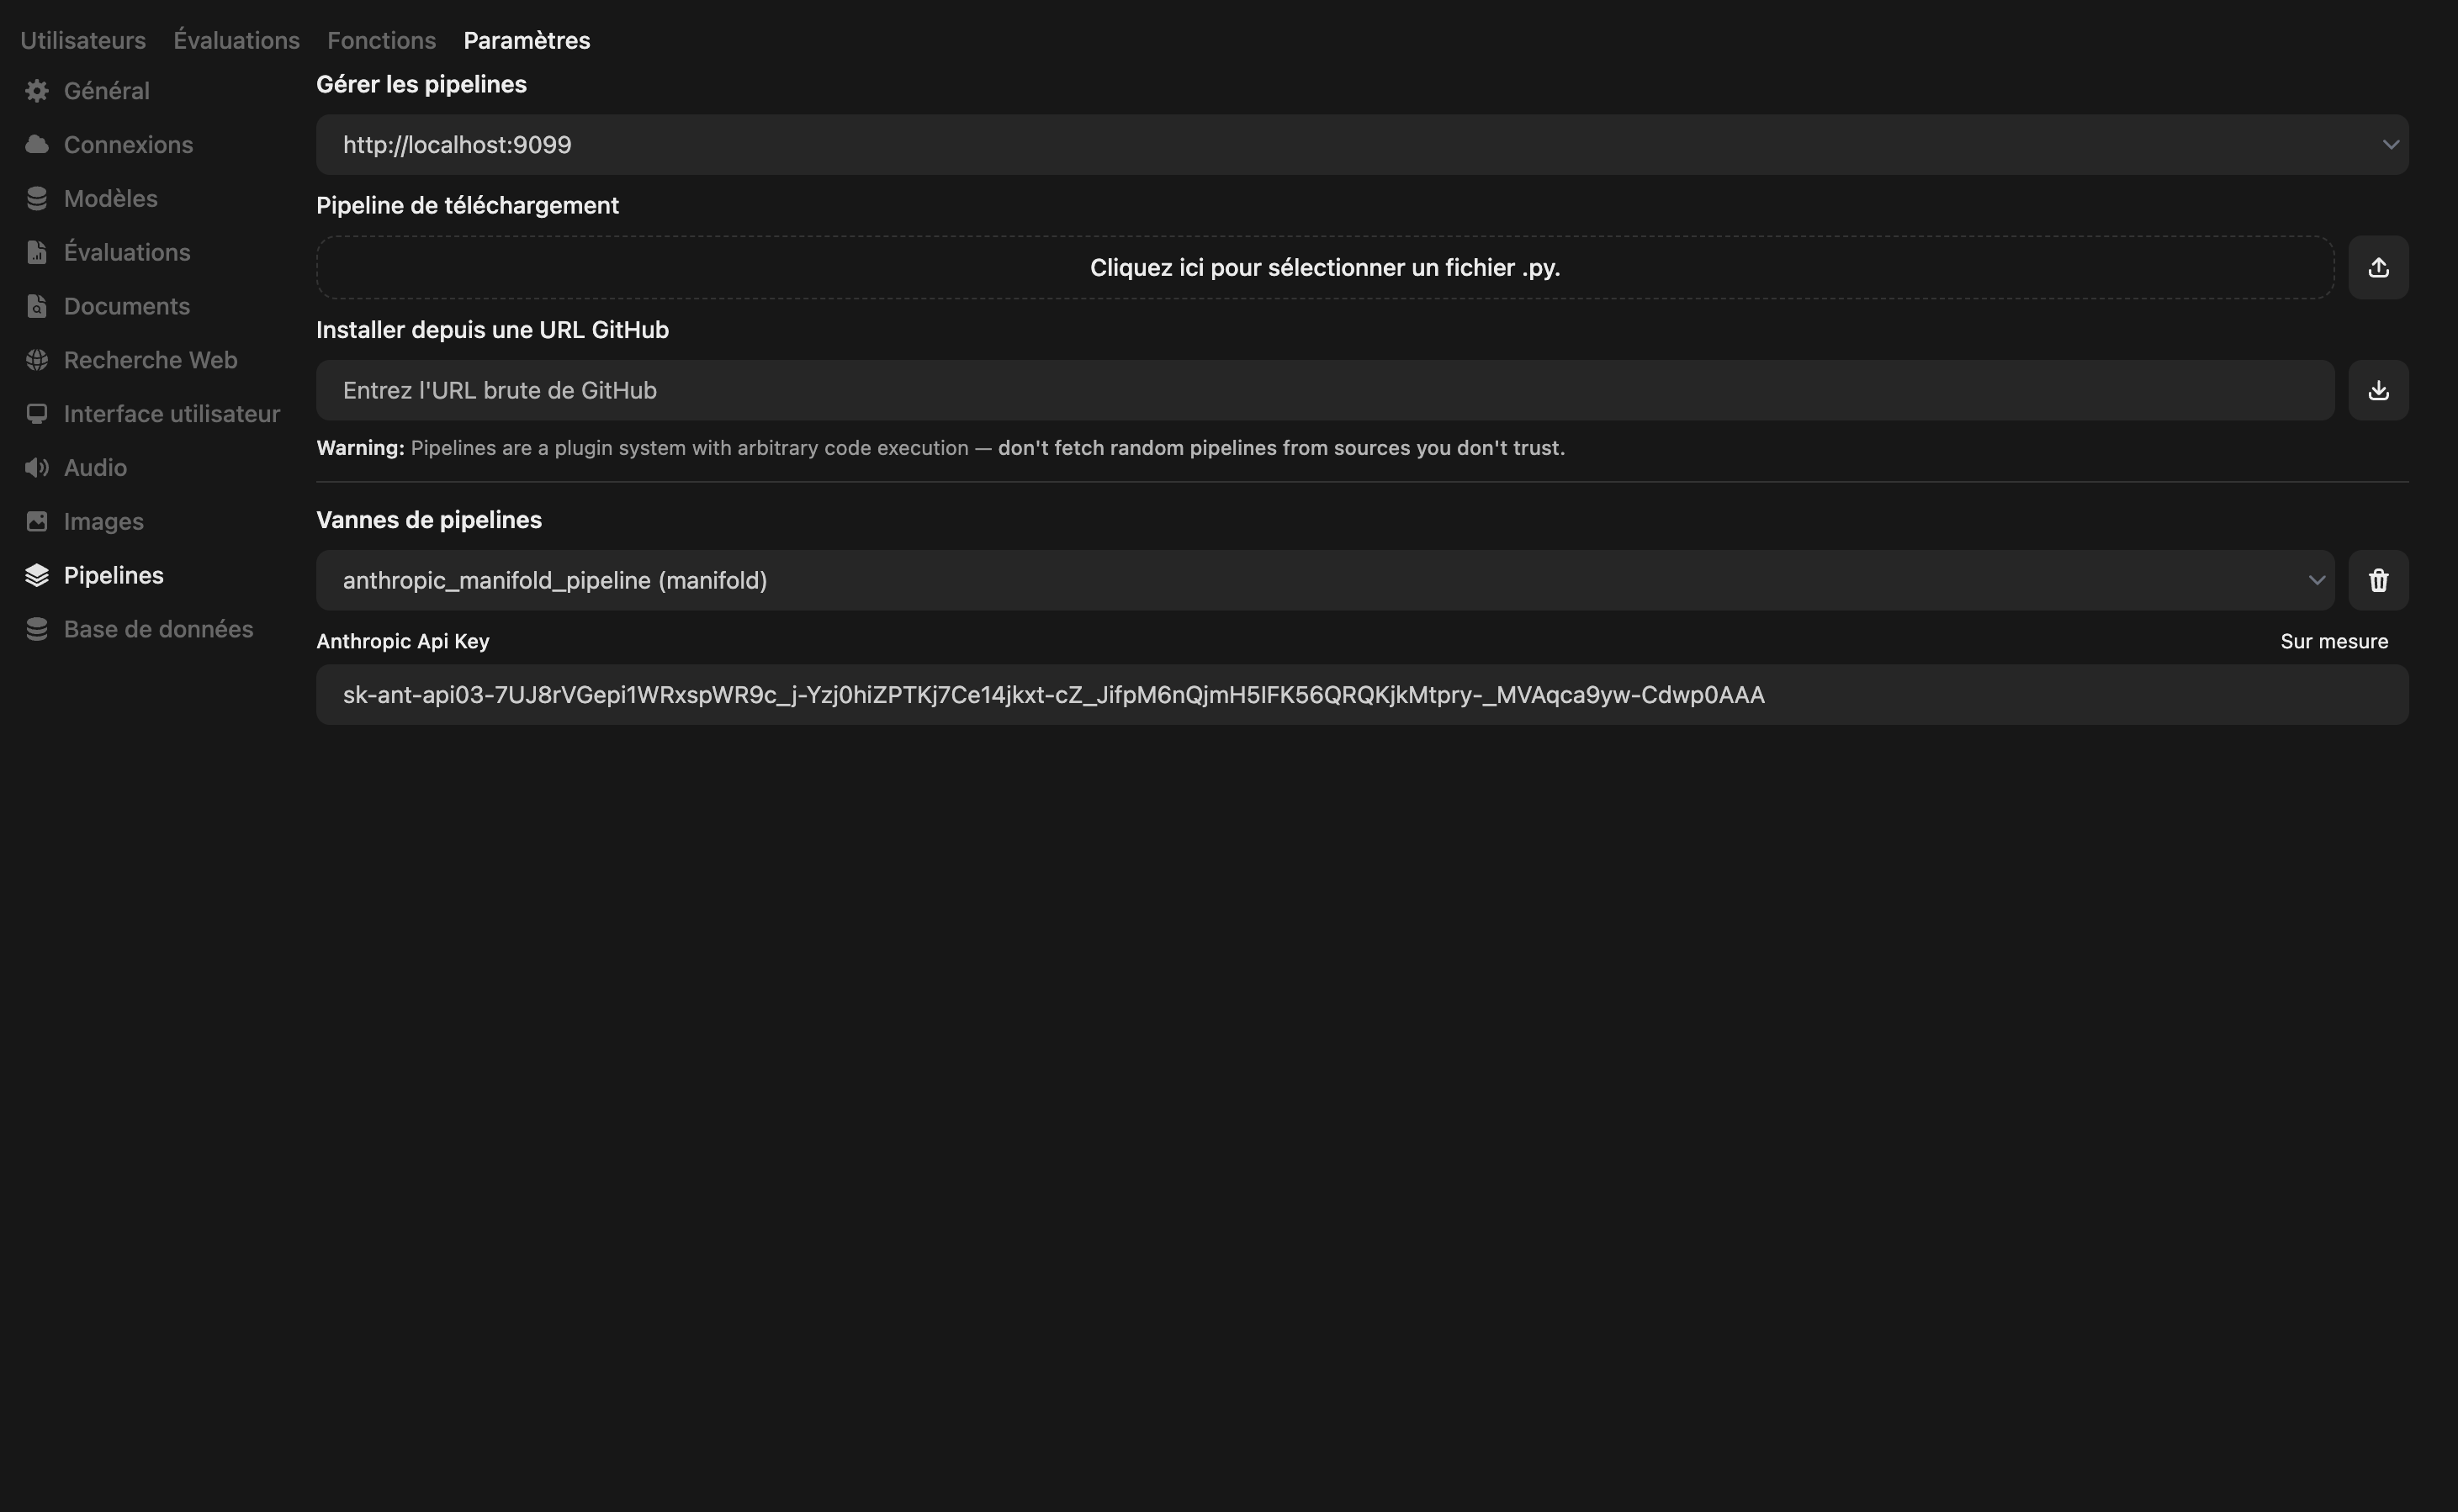 Utilisateurs Évaluations Fonctions Paramètres
Général
Connexions
Modèles
Évaluations
Documents
Recherche Web
Interface utilisateur
Audio
Images
Pipelines
Base de données
Gérer les pipelines
http://localhost:9099
Pipeline de téléchargement
Cliquez ici pour sélectionner un fichier .py.
Installer depuis une URL GitHub
Entrez l'URL brute de GitHub
Warning: Pipelines are a plugin system with arbitrary code execution — don't fetch random pipelines from sources you don't trust.
Vannes de pipelines
anthropic_manifold_pipeline (manifold)
Anthropic Api Key Sur mesure
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